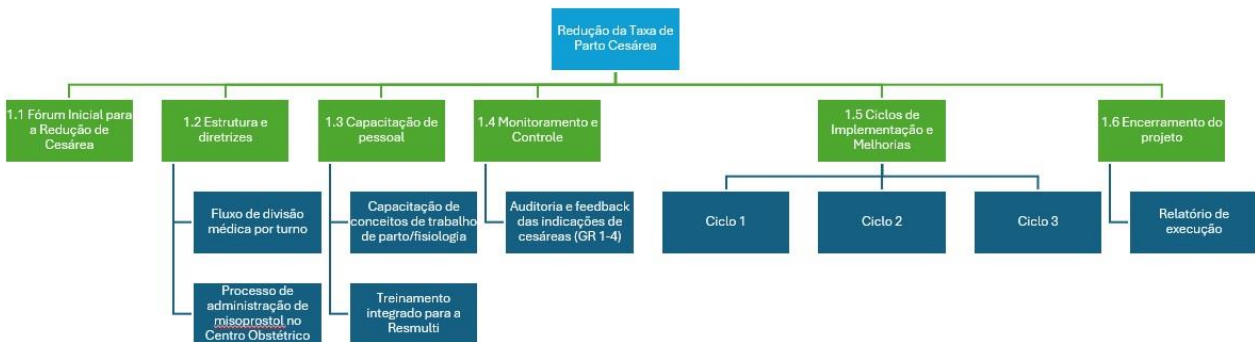 Redução da Taxa de
Parto Cesárea
1.1 Fórum Inicial para
a Redução de
Cesárea
1.2 Estrutura e
diretrizes
1.3 Capacitação de
pessoal
1.4 Monitoramento e
Controle
1.5 Ciclos de
Implementação e
Melhorias
1.6 Encerramento do
projeto
Fluxo de divisão
médica por turno
Capacitação de
conceitos de trabalho
de parto/fisiologia
Auditoria e feedback
das indicações de
cesáreas (GR 1-4)
Ciclo 1
Ciclo 2
Ciclo 3
Relatório de
execução
Processo de
administração de
misoprostol no
Centro Obstétrico
Treinamento
integrado para a
Resmulti